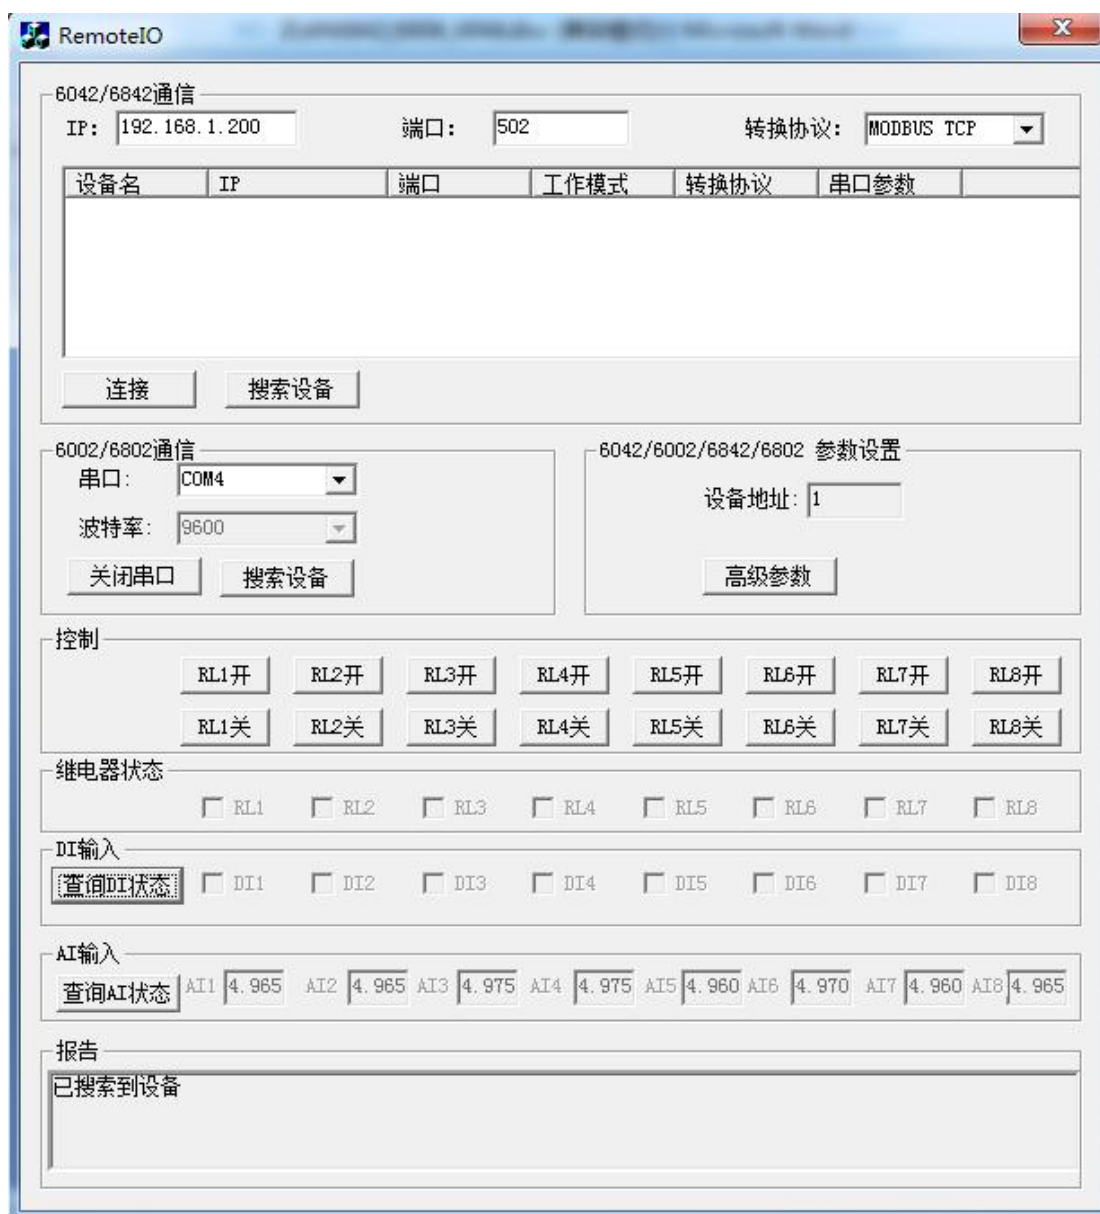 RemoteIO
6042/6842通信
IP: 192.168.1.200 端口: 502 转换协议: MODBUS TCP
设备名 IP 端口 工作模式 转换协议 串口参数
连接 搜索设备
6002/6802通信 6042/6002/6842/6802 参数设置
串口: COM4
设备地址: 1
波特率: 9600
关闭串口 搜索设备 高级参数
控制
RL1开 RL2开 RL3开 RL4开 RL5开 RL6开 RL7开 RL8开
RL1关 RL2关 RL3关 RL4关 RL5关 RL6关 RL7关 RL8关
继电器状态
RL1 RL2 RL3 RL4 RL5 RL6 RL7 RL8
DI输入
查询DI状态 DI1 DI2 DI3 DI4 DI5 DI6 DI7 DI8
AI输入
查询AI状态 AI1 4.965 AI2 4.965 AI3 4.975 AI4 4.975 AI5 4.960 AI6 4.970 AI7 4.960 AI8 4.965
报告
已搜索到设备